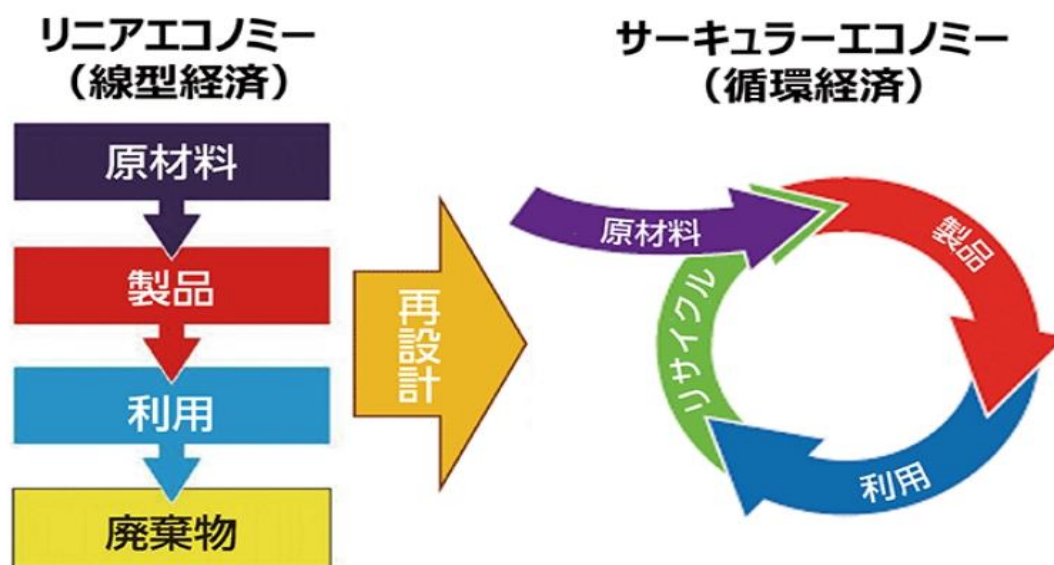 リニアエコノミー
（線型経済）
原材料
製品
利用
廃棄物
再設計
サーキュラーエコノミー
（循環経済）
原材料
製品
利用
リサイクル